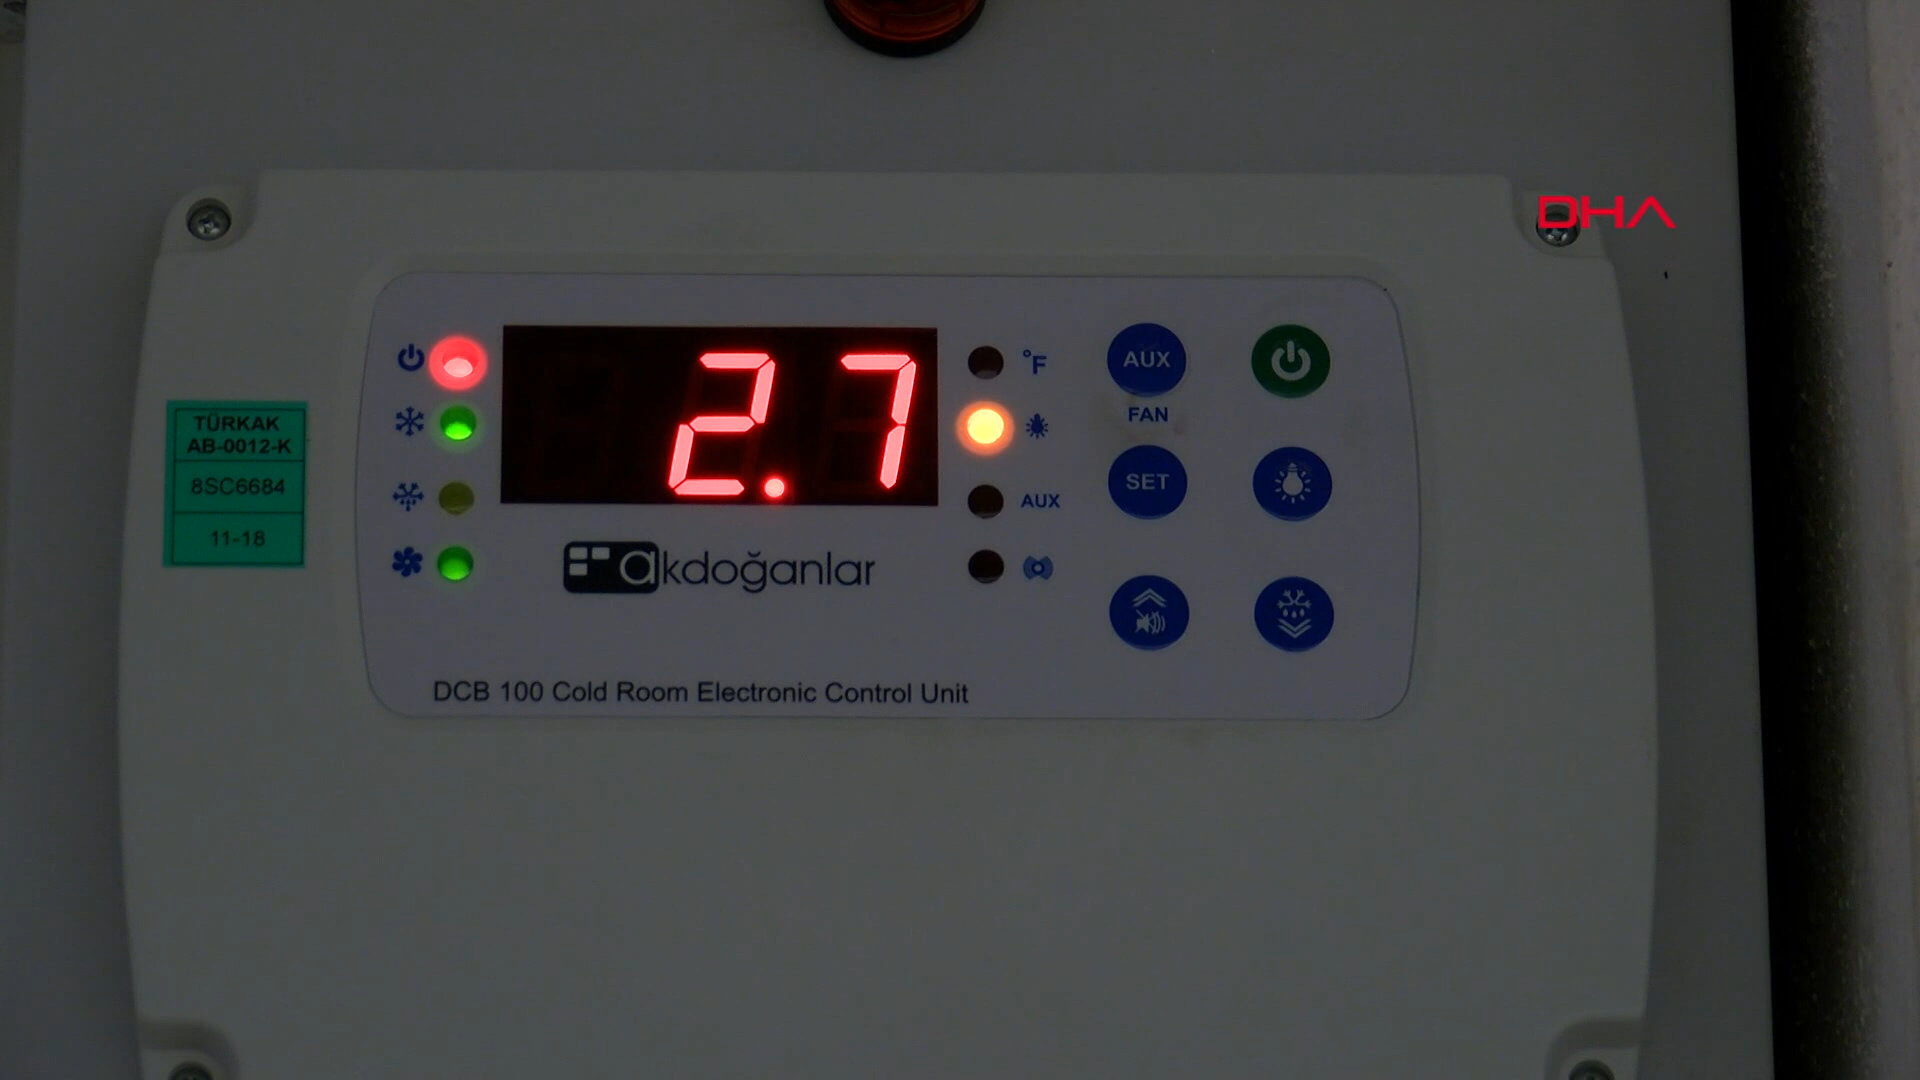 DHA
2.7
°F
AUX
FAN
TÜRKAK
AB-0012-K
8SC6684
11-18
SET
AUX
akdoğanlar
DCB 100 Cold Room Electronic Control Unit